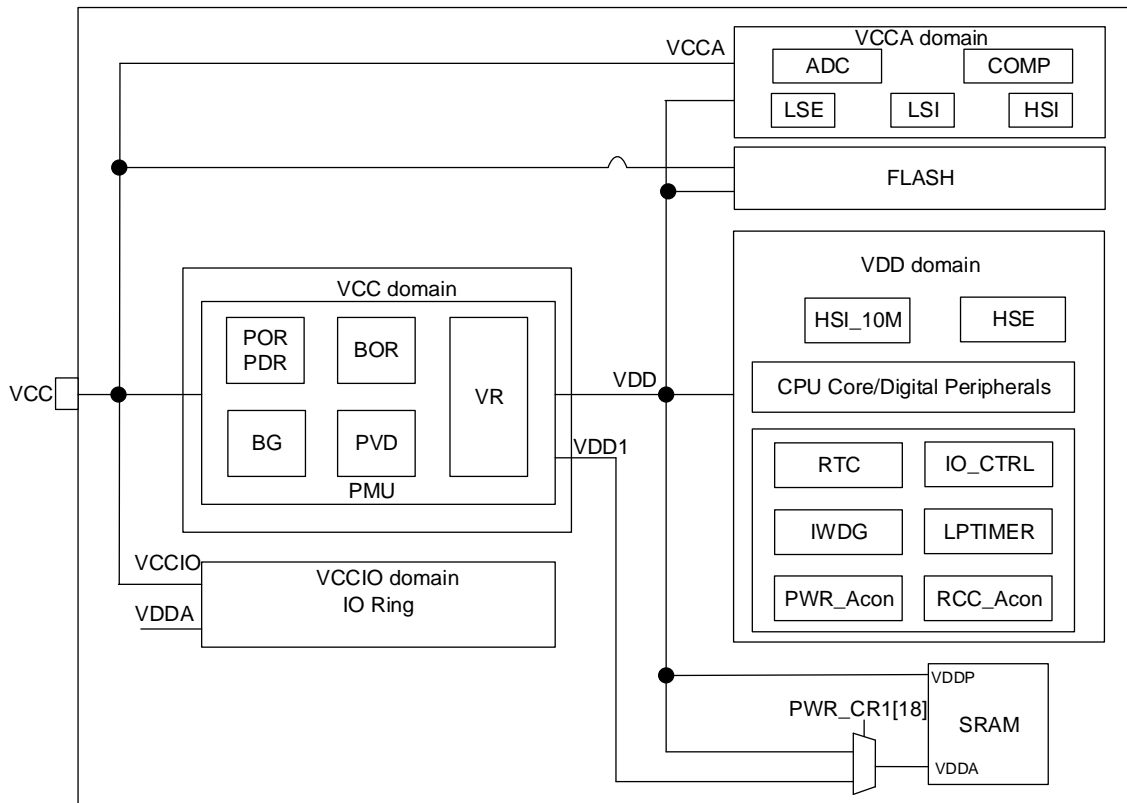 VCCA domain
VCCA
ADC
COMP
LSE
LSI
HSI
FLASH
VDD domain
HSI_10M
HSE
CPU Core/Digital Peripherals
RTC
IO_CTRL
IWDG
LPTIMER
PWR_Acon
RCC_Acon
VCC domain
POR
PDR
BOR
VR
BG
PVD
PMU
VCC
VDD
VDD1
VCCIO
VCCIO domain
IO Ring
VDDA
PWR_CR1[18]
VDDP
SRAM
VDDA